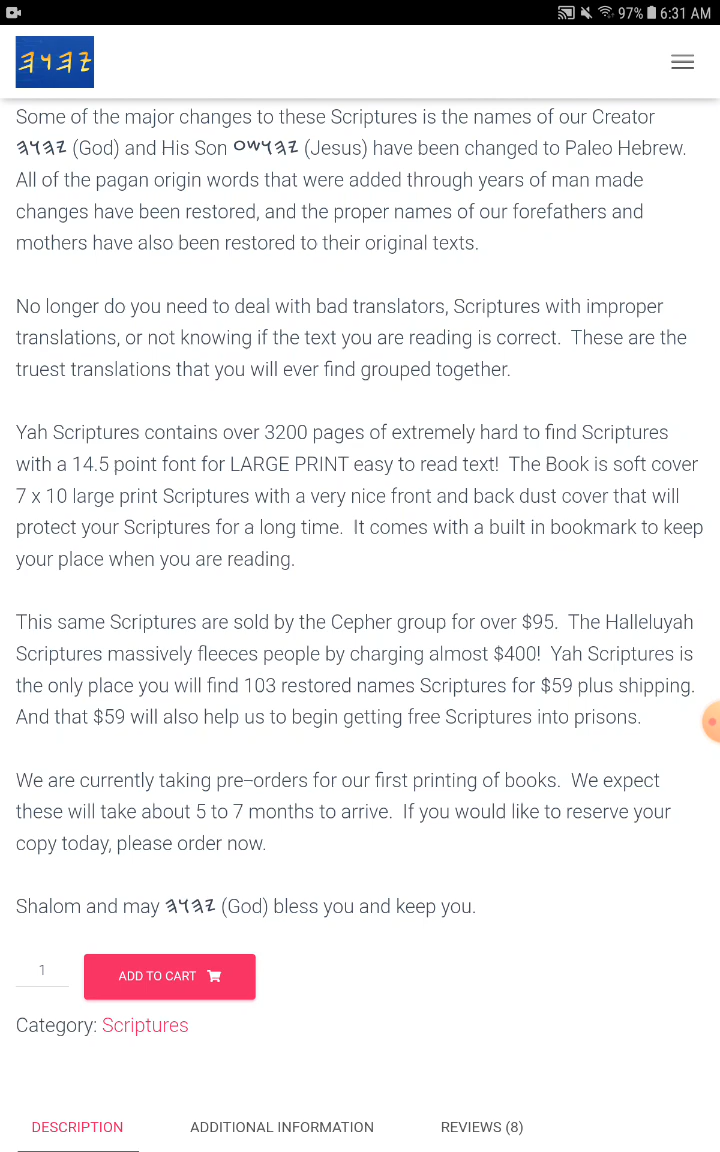 97% 6:31 AM
𐤉𐤄𐤅𐤄
Some of the major changes to these Scriptures is the names of our Creator
𐤉𐤄𐤅𐤄 (God) and His Son 𐤉𐤄𐤅𐤔𐤏 (Jesus) have been changed to Paleo Hebrew.
All of the pagan origin words that were added through years of man made
changes have been restored, and the proper names of our forefathers and
mothers have also been restored to their original texts.
No longer do you need to deal with bad translators, Scriptures with improper
translations, or not knowing if the text you are reading is correct. These are the
truest translations that you will ever find grouped together.
Yah Scriptures contains over 3200 pages of extremely hard to find Scriptures
with a 14.5 point font for LARGE PRINT easy to read text! The Book is soft cover
7 x 10 large print Scriptures with a very nice front and back dust cover that will
protect your Scriptures for a long time. It comes with a built in bookmark to keep
your place when you are reading.
This same Scriptures are sold by the Cepher group for over $95. The Halleluyah
Scriptures massively fleeces people by charging almost $400! Yah Scriptures is
the only place you will find 103 restored names Scriptures for $59 plus shipping.
And that $59 will also help us to begin getting free Scriptures into prisons.
We are currently taking pre–orders for our first printing of books. We expect
these will take about 5 to 7 months to arrive. If you would like to reserve your
copy today, please order now.
Shalom and may 𐤉𐤄𐤅𐤄 (God) bless you and keep you.
1 ADD TO CART
Category: Scriptures
DESCRIPTION ADDITIONAL INFORMATION REVIEWS (8)